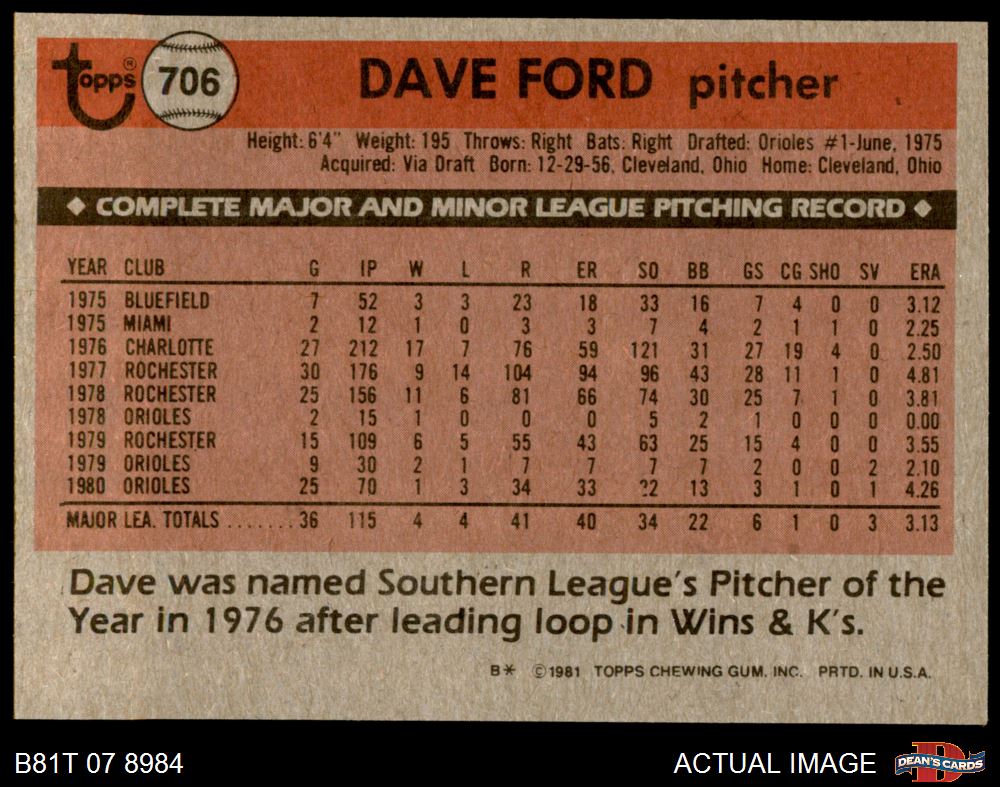 topps® 706 DAVE FORD pitcher
Height: 6'4" Weight: 195 Throws: Right Bats: Right Drafted: Orioles #1-June, 1975
Acquired: Via Draft Born: 12-29-56, Cleveland, Ohio Home: Cleveland, Ohio
◆ COMPLETE MAJOR AND MINOR LEAGUE PITCHING RECORD ◆
YEAR CLUB G IP W L R ER SO BB GS CG SHO SV ERA
1975 BLUEFIELD 7 52 3 3 23 18 33 16 7 4 0 0 3.12
1975 MIAMI 2 12 1 0 3 3 7 4 2 1 1 0 2.25
1976 CHARLOTTE 27 212 17 7 76 59 121 31 27 19 4 0 2.50
1977 ROCHESTER 30 176 9 14 104 94 96 43 28 11 1 0 4.81
1978 ROCHESTER 25 156 11 6 81 66 74 30 25 7 1 0 3.81
1978 ORIOLES 2 15 1 0 0 0 5 2 1 0 0 0 0.00
1979 ROCHESTER 15 109 6 5 55 43 63 25 15 4 0 0 3.55
1979 ORIOLES 9 30 2 1 7 7 7 7 2 0 0 2 2.10
1980 ORIOLES 25 70 1 3 34 33 22 13 3 1 0 1 4.26
MAJOR LEA. TOTALS ....... 36 115 4 4 41 40 34 22 6 1 0 3 3.13
Dave was named Southern League's Pitcher of the
Year in 1976 after leading loop in Wins & K's.
B* ©1981 TOPPS CHEWING GUM, INC. PRTD. IN U.S.A.
B81T 07 8984 ACTUAL IMAGE DEAN'S CARDS